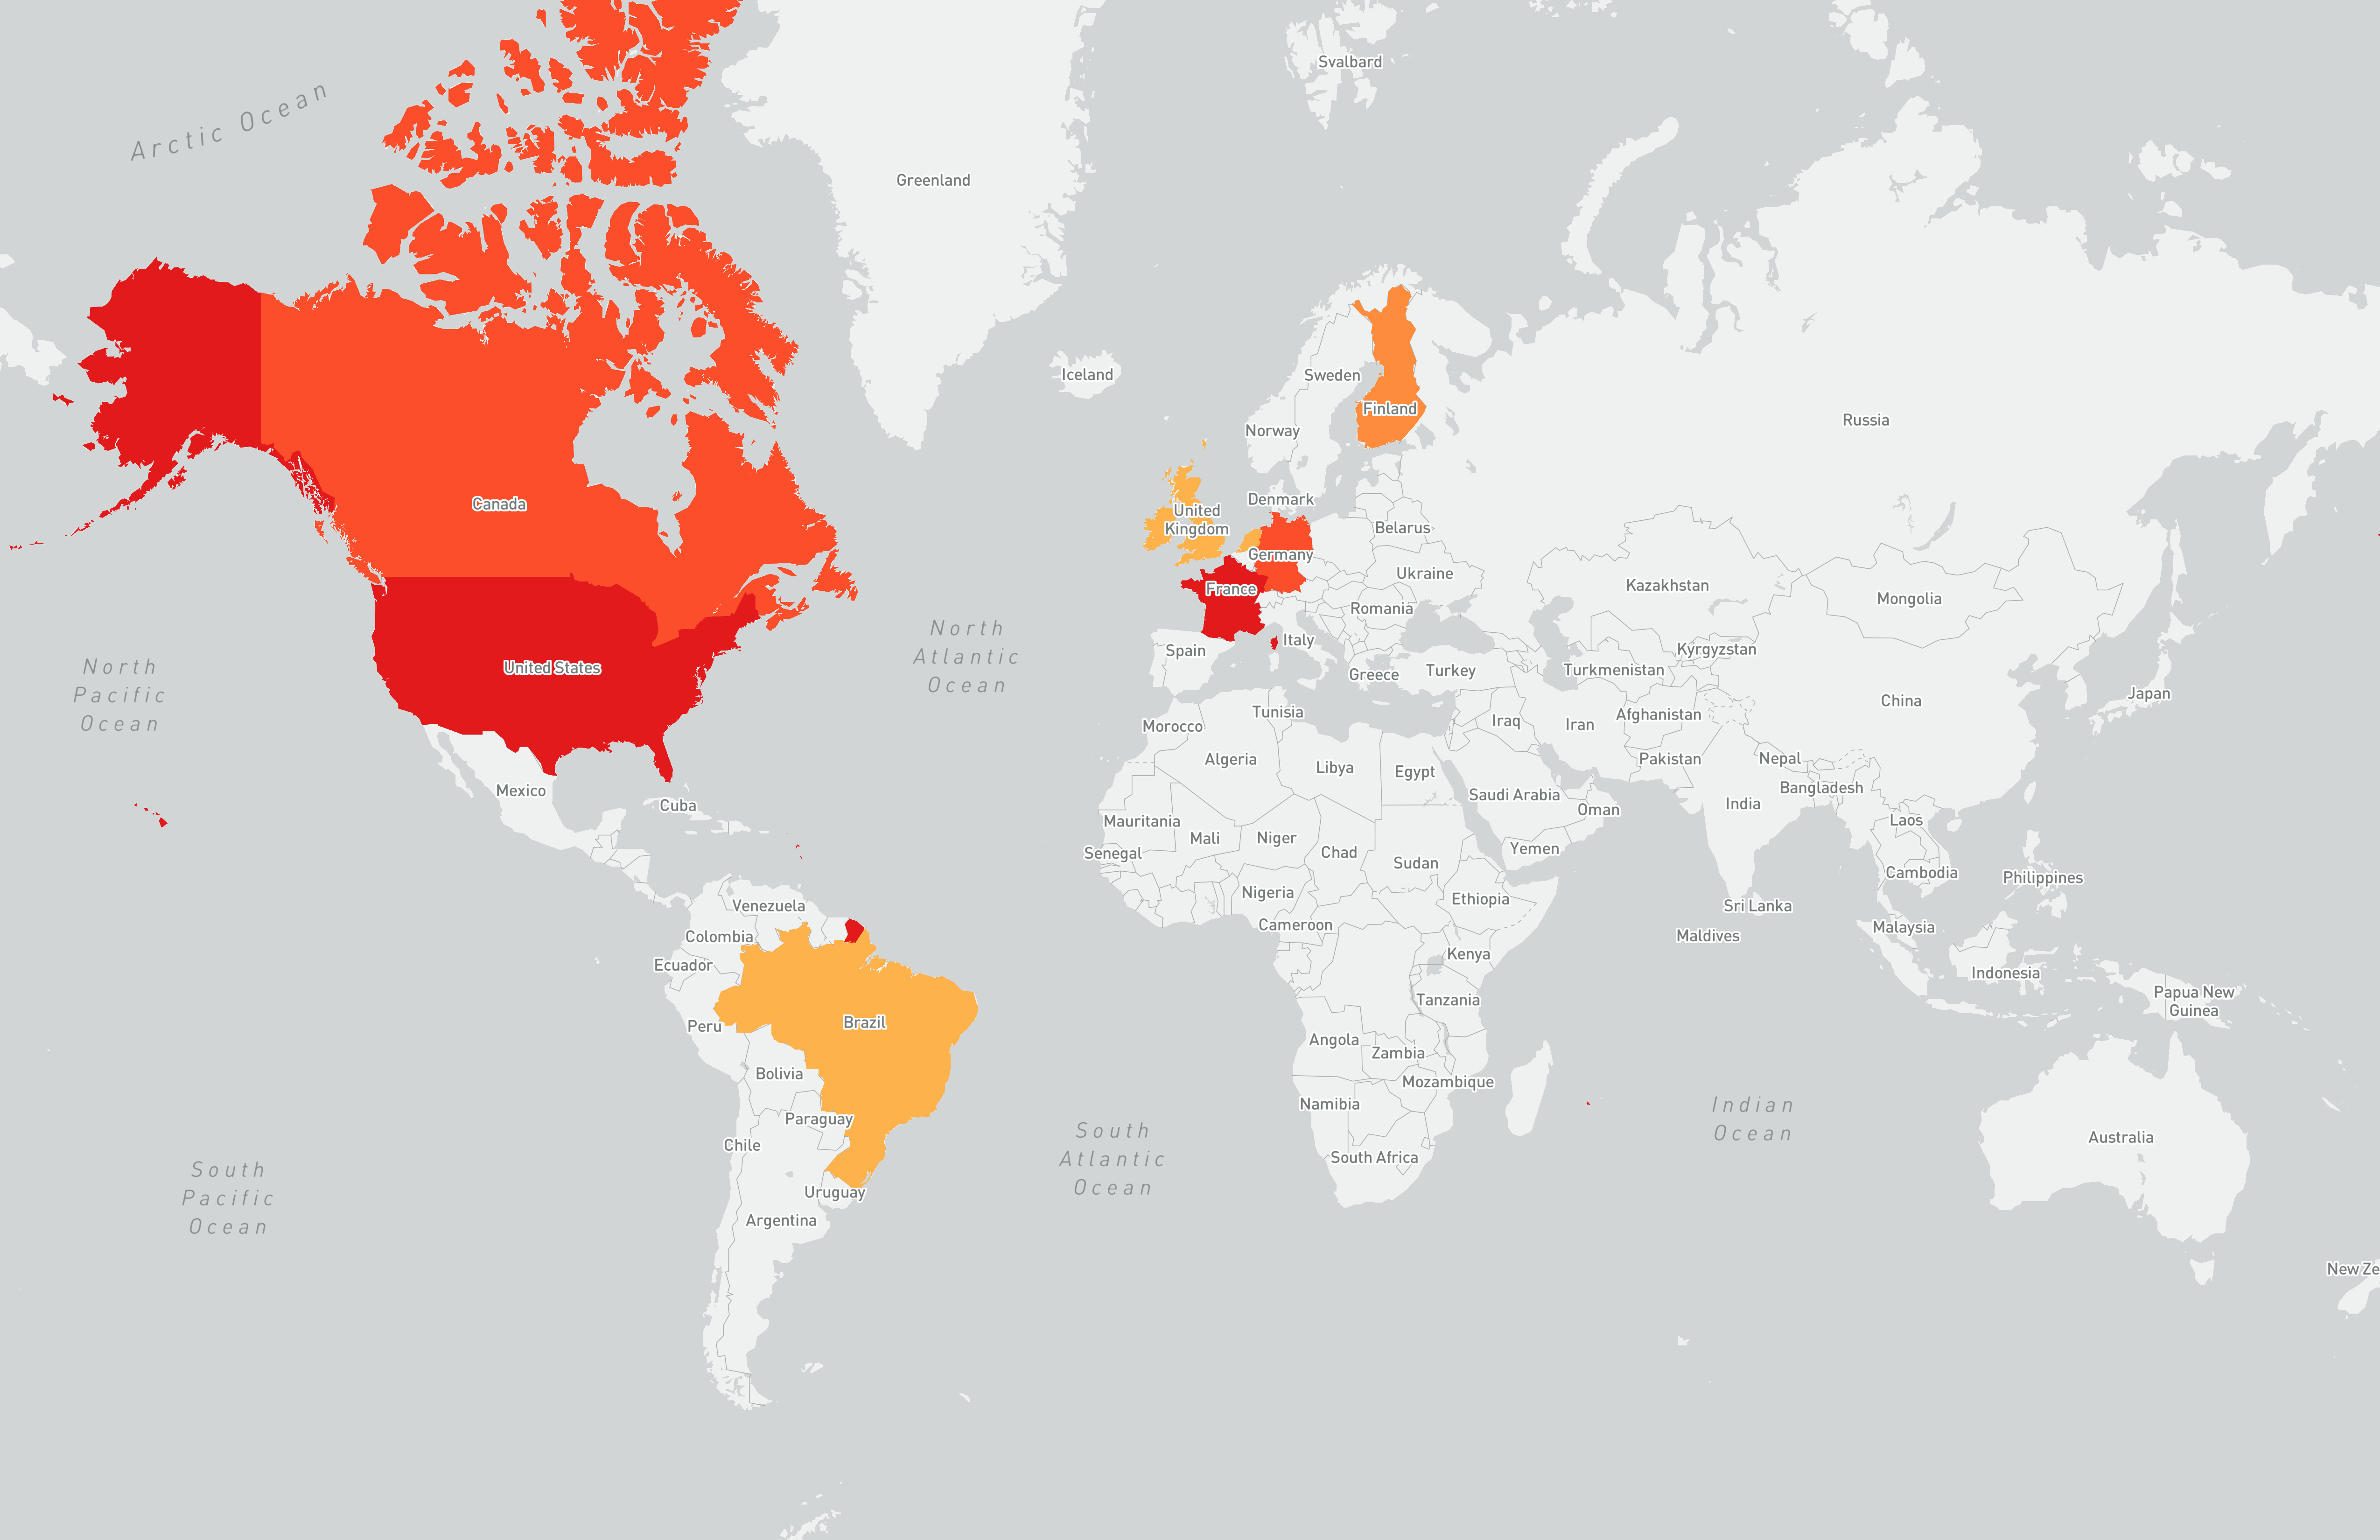 Svalbard
Arctic Ocean
Greenland
Iceland
Sweden
Finland
Russia
Norway
Canada
Denmark
United
Kingdom
Belarus
Germany
Ukraine
Kazakhstan
France
Mongolia
Romania
North
Atlantic
Ocean
Italy
Spain
Kyrgyzstan
North
Pacific
Ocean
United States
Greece
Turkey
Turkmenistan
Japan
China
Tunisia
Morocco
Iraq
Iran
Afghanistan
Algeria
Libya
Egypt
Pakistan
Nepal
Mexico
Cuba
Saudi Arabia
Oman
India
Bangladesh
Mauritania
Mali
Niger
Laos
Senegal
Chad
Sudan
Yemen
Cambodia
Philippines
Nigeria
Ethiopia
Venezuela
Sri Lanka
Cameroon
Malaysia
Colombia
Maldives
Kenya
Ecuador
Indonesia
Papua New
Guinea
Tanzania
Peru
Brazil
Angola
Zambia
Bolivia
Mozambique
Namibia
Indian
Ocean
Paraguay
South
Atlantic
Ocean
Australia
Chile
South Africa
South
Pacific
Ocean
Uruguay
Argentina
New Ze